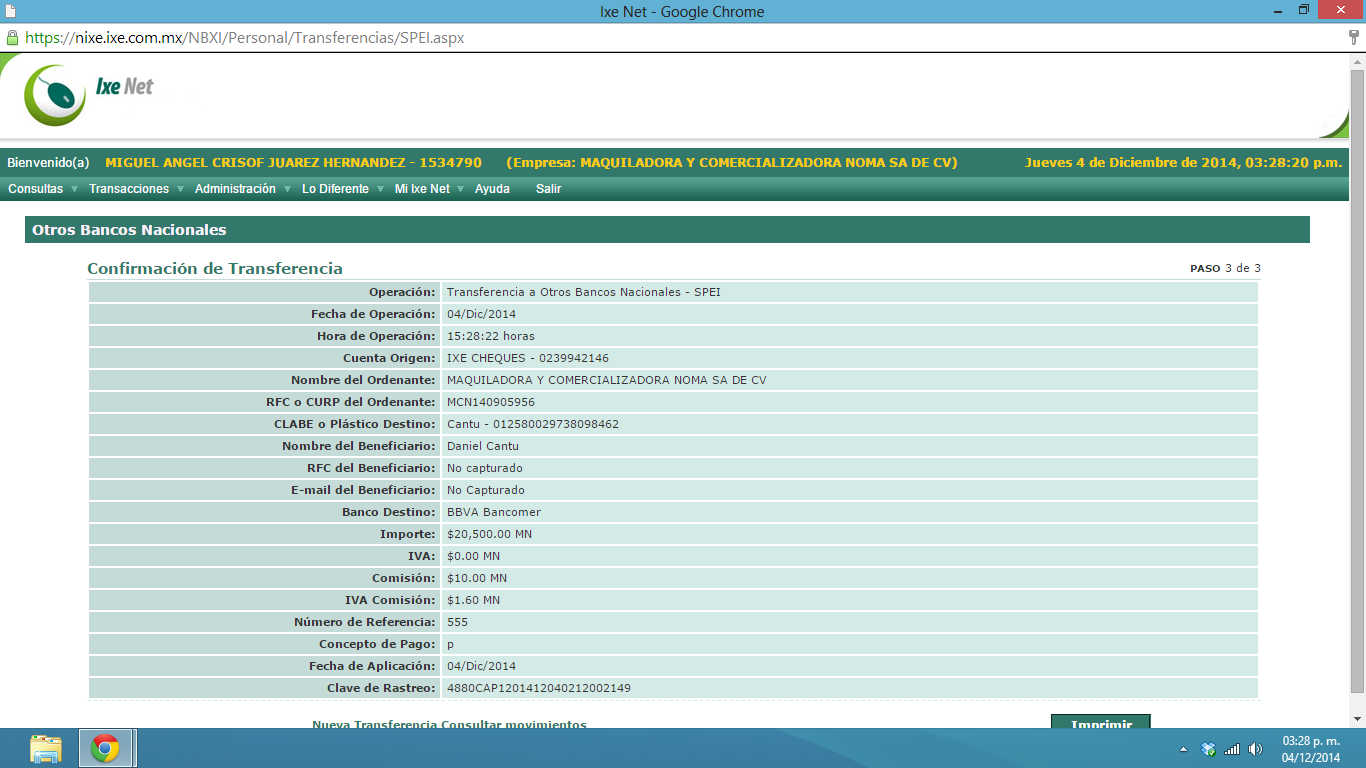 Ixe Net - Google Chrome
https://nixe.ixe.com.mx/NBXI/Personal/Transferencias/SPEI.aspx
Ixe Net
Bienvenido(a) MIGUEL ANGEL CRISOF JUAREZ HERNANDEZ - 1534790 (Empresa: MAQUILADORA Y COMERCIALIZADORA NOMA SA DE CV) Jueves 4 de Diciembre de 2014, 03:28:20 p.m.
Consultas Transacciones Administración Lo Diferente Mi Ixe Net Ayuda Salir
Otros Bancos Nacionales
Confirmación de Transferencia PASO 3 de 3
Operación: Transferencia a Otros Bancos Nacionales - SPEI
Fecha de Operación: 04/Dic/2014
Hora de Operación: 15:28:22 horas
Cuenta Origen: IXE CHEQUES - 0239942146
Nombre del Ordenante: MAQUILADORA Y COMERCIALIZADORA NOMA SA DE CV
RFC o CURP del Ordenante: MCN140905956
CLABE o Plástico Destino: Cantu - 012580029738098462
Nombre del Beneficiario: Daniel Cantu
RFC del Beneficiario: No capturado
E-mail del Beneficiario: No Capturado
Banco Destino: BBVA Bancomer
Importe: $20,500.00 MN
IVA: $0.00 MN
Comisión: $10.00 MN
IVA Comisión: $1.60 MN
Número de Referencia: 555
Concepto de Pago: p
Fecha de Aplicación: 04/Dic/2014
Clave de Rastreo: 4880CAP1201412040212002149
Nueva Transferencia Consultar movimientos Imprimir
03:28 p. m.
04/12/2014